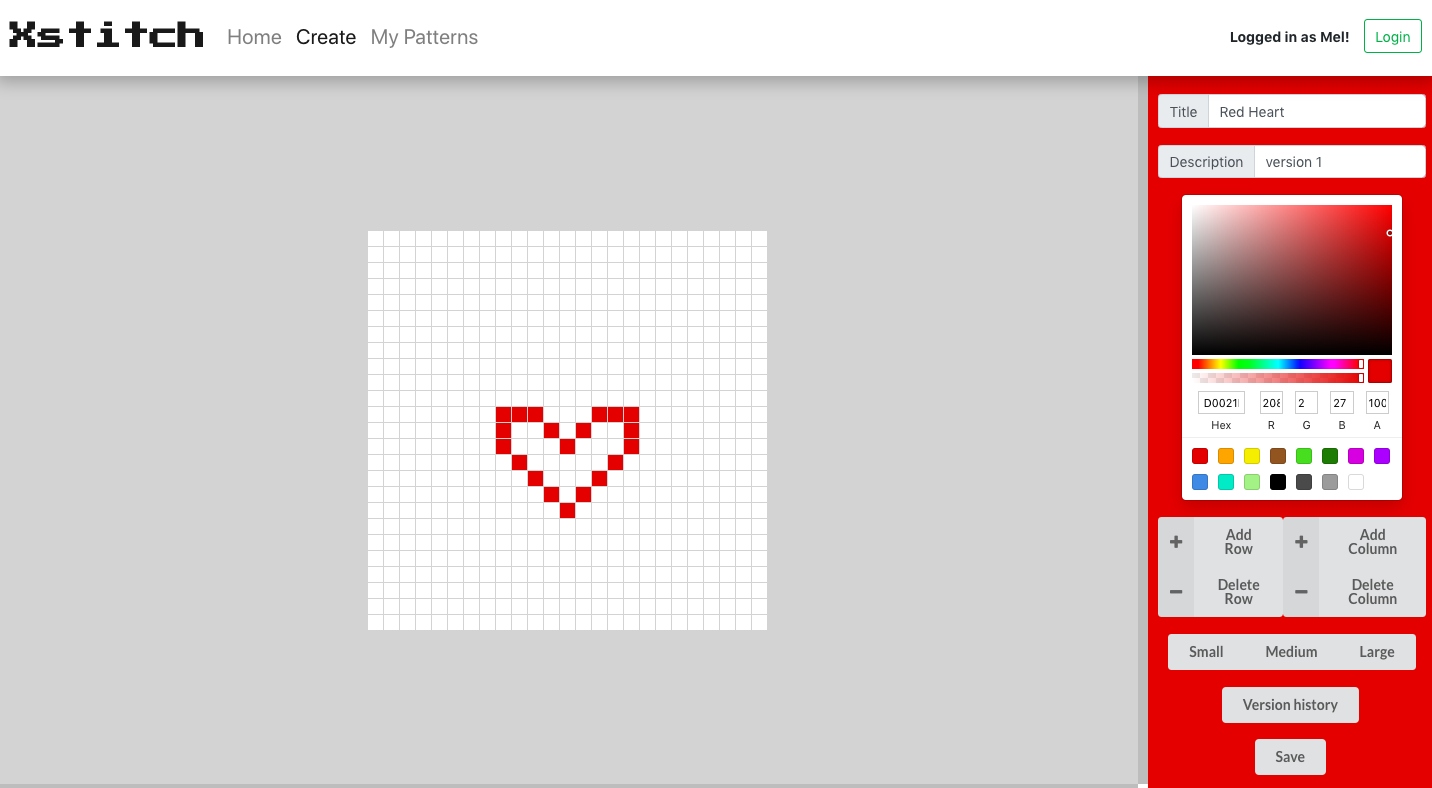 Xstitch Home Create My Patterns Logged in as Mel! Login
Title Red Heart
Description version 1
208 2 27 100
Hex R G B A
+ Add Row + Add Column
− Delete Row − Delete Column
Small Medium Large
Version history
Save